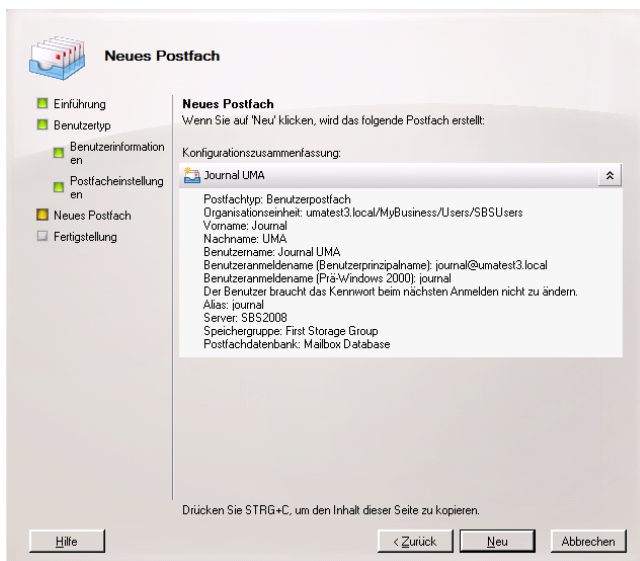 Neues Postfach
Einführung
Benutzertyp
Benutzerinformation
en
Postfacheinstellung
en
Neues Postfach
Fertigstellung
Neues Postfach
Wenn Sie auf 'Neu' klicken, wird das folgende Postfach erstellt:
Konfigurationszusammenfassung:
Journal UMA
Postfachtyp: Benutzerpostfach
Organisationseinheit: umatest3.local/MyBusiness/Users/SBSUsers
Vorname: Journal
Nachname: UMA
Benutzername: Journal UMA
Benutzeranmeldename (Benutzerprinzipalname): journal@umatest3.local
Benutzeranmeldename (Prä-Windows 2000): journal
Der Benutzer braucht das Kennwort beim nächsten Anmelden nicht zu ändern.
Alias: journal
Server: SBS2008
Speichergruppe: First Storage Group
Postfachdatenbank: Mailbox Database
Drücken Sie STRG+C, um den Inhalt dieser Seite zu kopieren.
Hilfe
< Zurück
Neu
Abbrechen